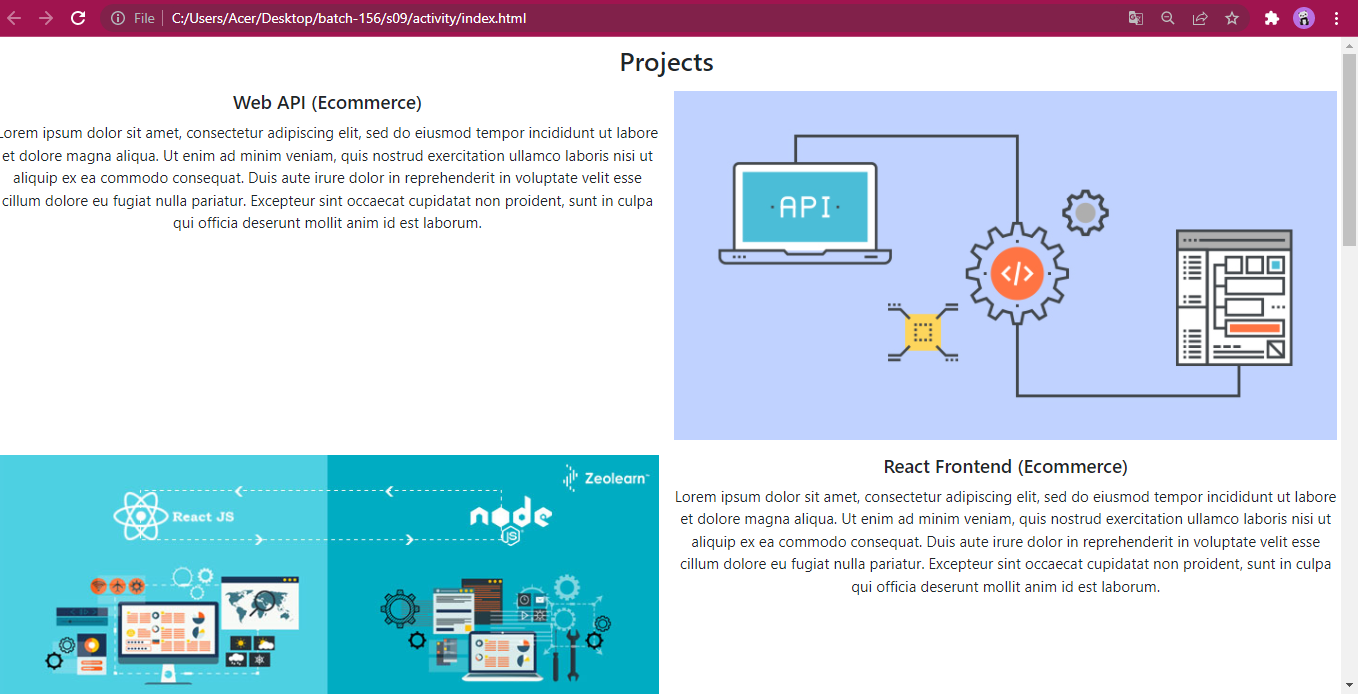 File
C:/Users/Acer/Desktop/batch-156/s09/activity/index.html
Projects
Web API (Ecommerce)
Lorem ipsum dolor sit amet, consectetur adipiscing elit, sed do eiusmod tempor incididunt ut labore
et dolore magna aliqua. Ut enim ad minim veniam, quis nostrud exercitation ullamco laboris nisi ut
aliquip ex ea commodo consequat. Duis aute irure dolor in reprehenderit in voluptate velit esse
cillum dolore eu fugiat nulla pariatur. Excepteur sint occaecat cupidatat non proident, sunt in culpa
qui officia deserunt mollit anim id est laborum.
API
</>
Zeolearn
React JS
node
JS
React Frontend (Ecommerce)
Lorem ipsum dolor sit amet, consectetur adipiscing elit, sed do eiusmod tempor incididunt ut labore
et dolore magna aliqua. Ut enim ad minim veniam, quis nostrud exercitation ullamco laboris nisi ut
aliquip ex ea commodo consequat. Duis aute irure dolor in reprehenderit in voluptate velit esse
cillum dolore eu fugiat nulla pariatur. Excepteur sint occaecat cupidatat non proident, sunt in culpa
qui officia deserunt mollit anim id est laborum.